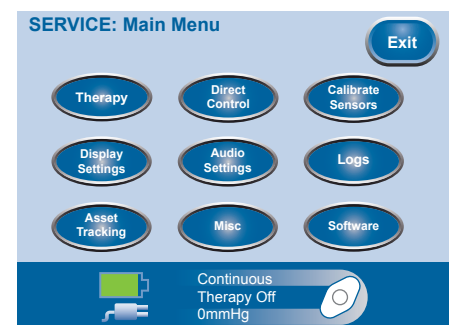 SERVICE: Main Menu
Exit
Therapy
Direct
Control
Calibrate
Sensors
Display
Settings
Audio
Settings
Logs
Asset
Tracking
Misc
Software
Continuous
Therapy Off
0mmHg